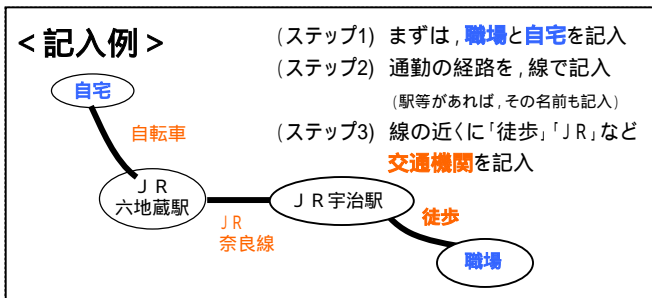 <記入例>
(ステップ1) まずは,職場と自宅を記入
(ステップ2) 通勤の経路を,線で記入
(駅等があれば,その名前も記入)
(ステップ3) 線の近くに「徒歩」「JR」など
交通機関を記入
自宅
自転車
JR
六地蔵駅
JR
奈良線
JR宇治駅
徒歩
職場